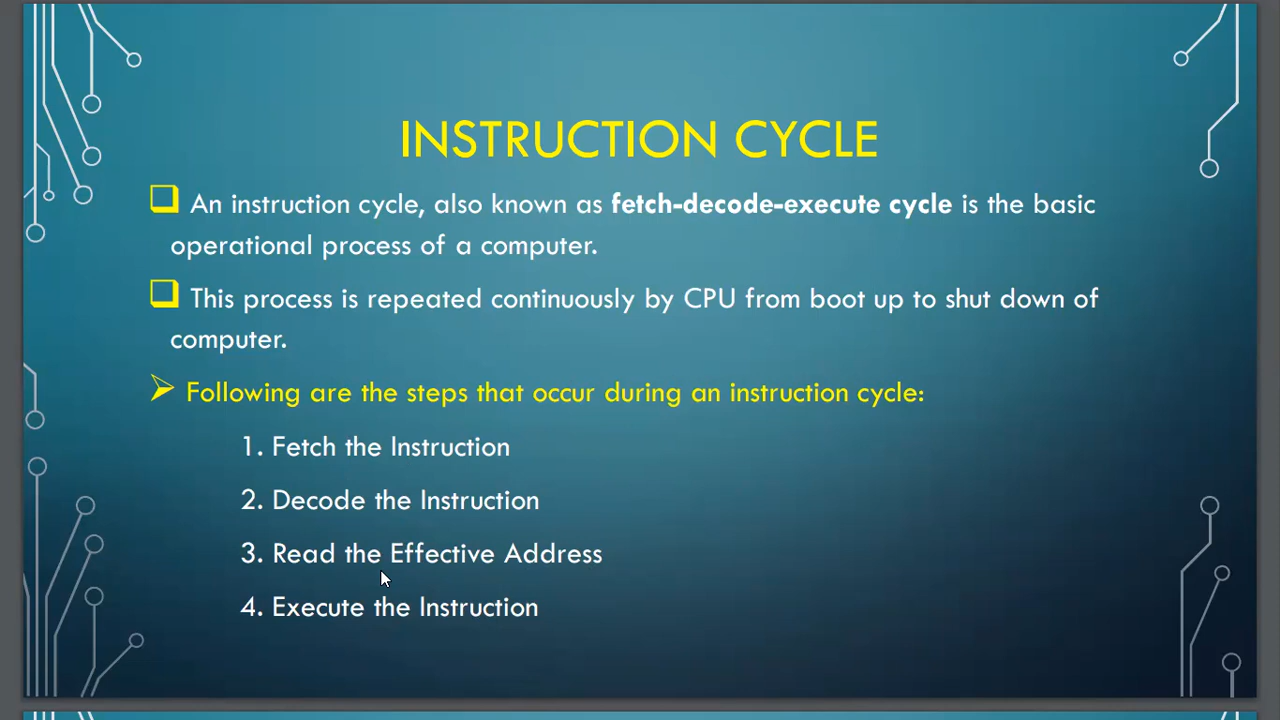 INSTRUCTION CYCLE
An instruction cycle, also known as fetch-decode-execute cycle is the basic
operational process of a computer.
This process is repeated continuously by CPU from boot up to shut down of
computer.
Following are the steps that occur during an instruction cycle:
1. Fetch the Instruction
2. Decode the Instruction
3. Read the Effective Address
4. Execute the Instruction